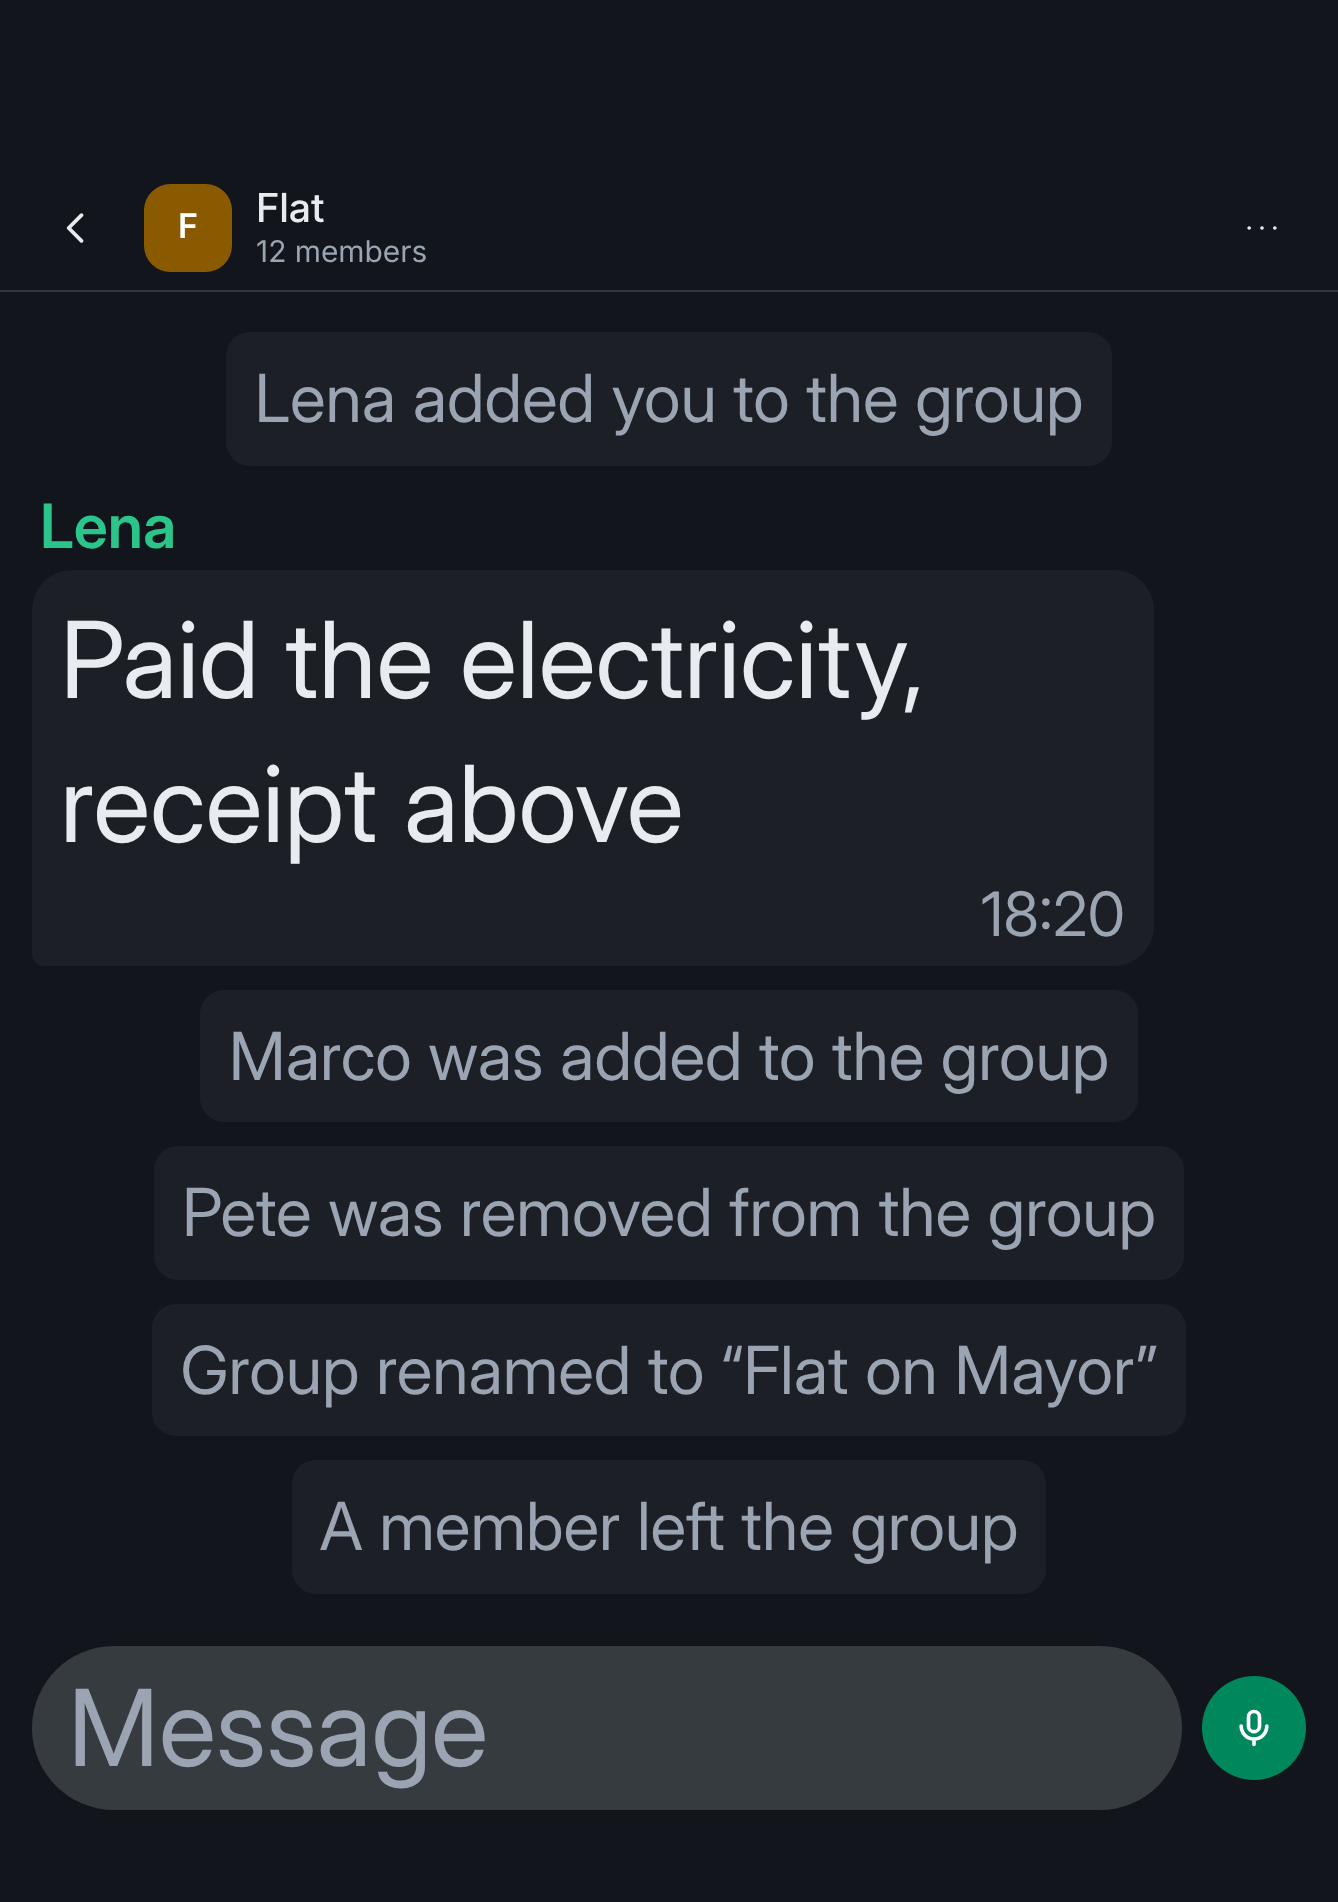 F
Flat
12 members
Lena added you to the group
Lena
Paid the electricity,
receipt above
18:20
Marco was added to the group
Pete was removed from the group
Group renamed to “Flat on Mayor”
A member left the group
Message